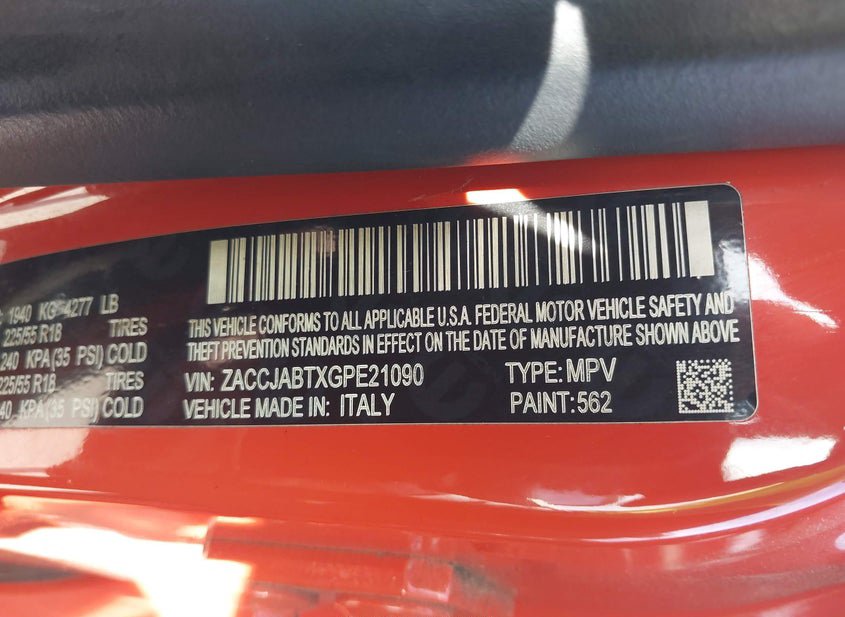 1940 KG 4277 LB
225/55 R18 TIRES
240 KPA(35 PSI) COLD
225/55 R18 TIRES
40 KPA(35 PSI) COLD
THIS VEHICLE CONFORMS TO ALL APPLICABLE U.S.A. FEDERAL MOTOR VEHICLE SAFETY AND
THEFT PREVENTION STANDARDS IN EFFECT ON THE DATE OF MANUFACTURE SHOWN ABOVE
VIN: ZACCJABTXGPE21090 TYPE: MPV
VEHICLE MADE IN: ITALY PAINT:562